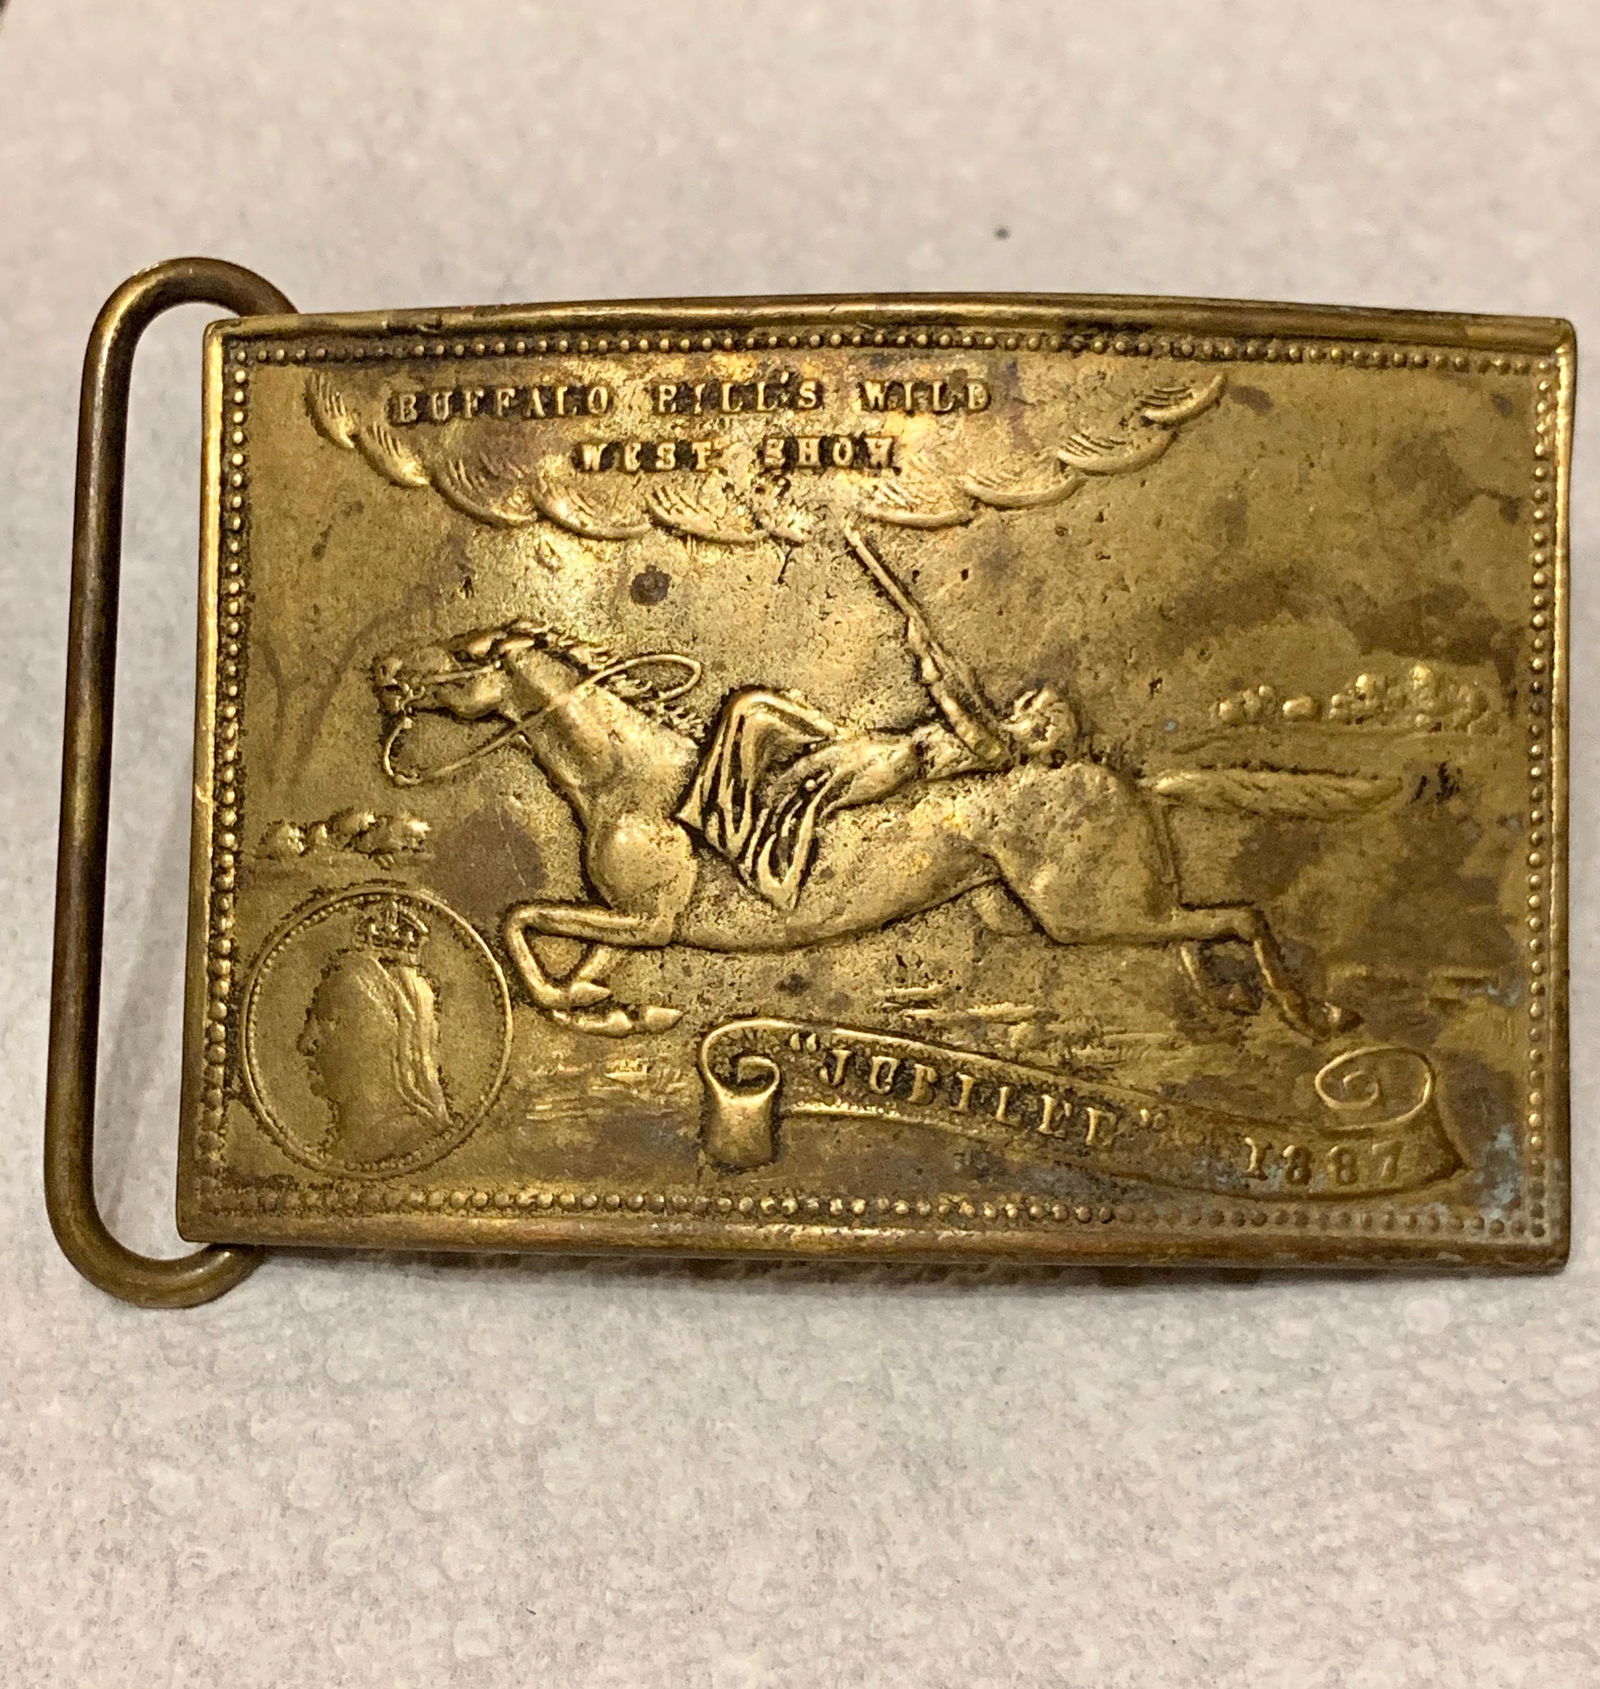 BUFFALO BILL'S WILD
WEST SHOW
"JUBILEE" 1887